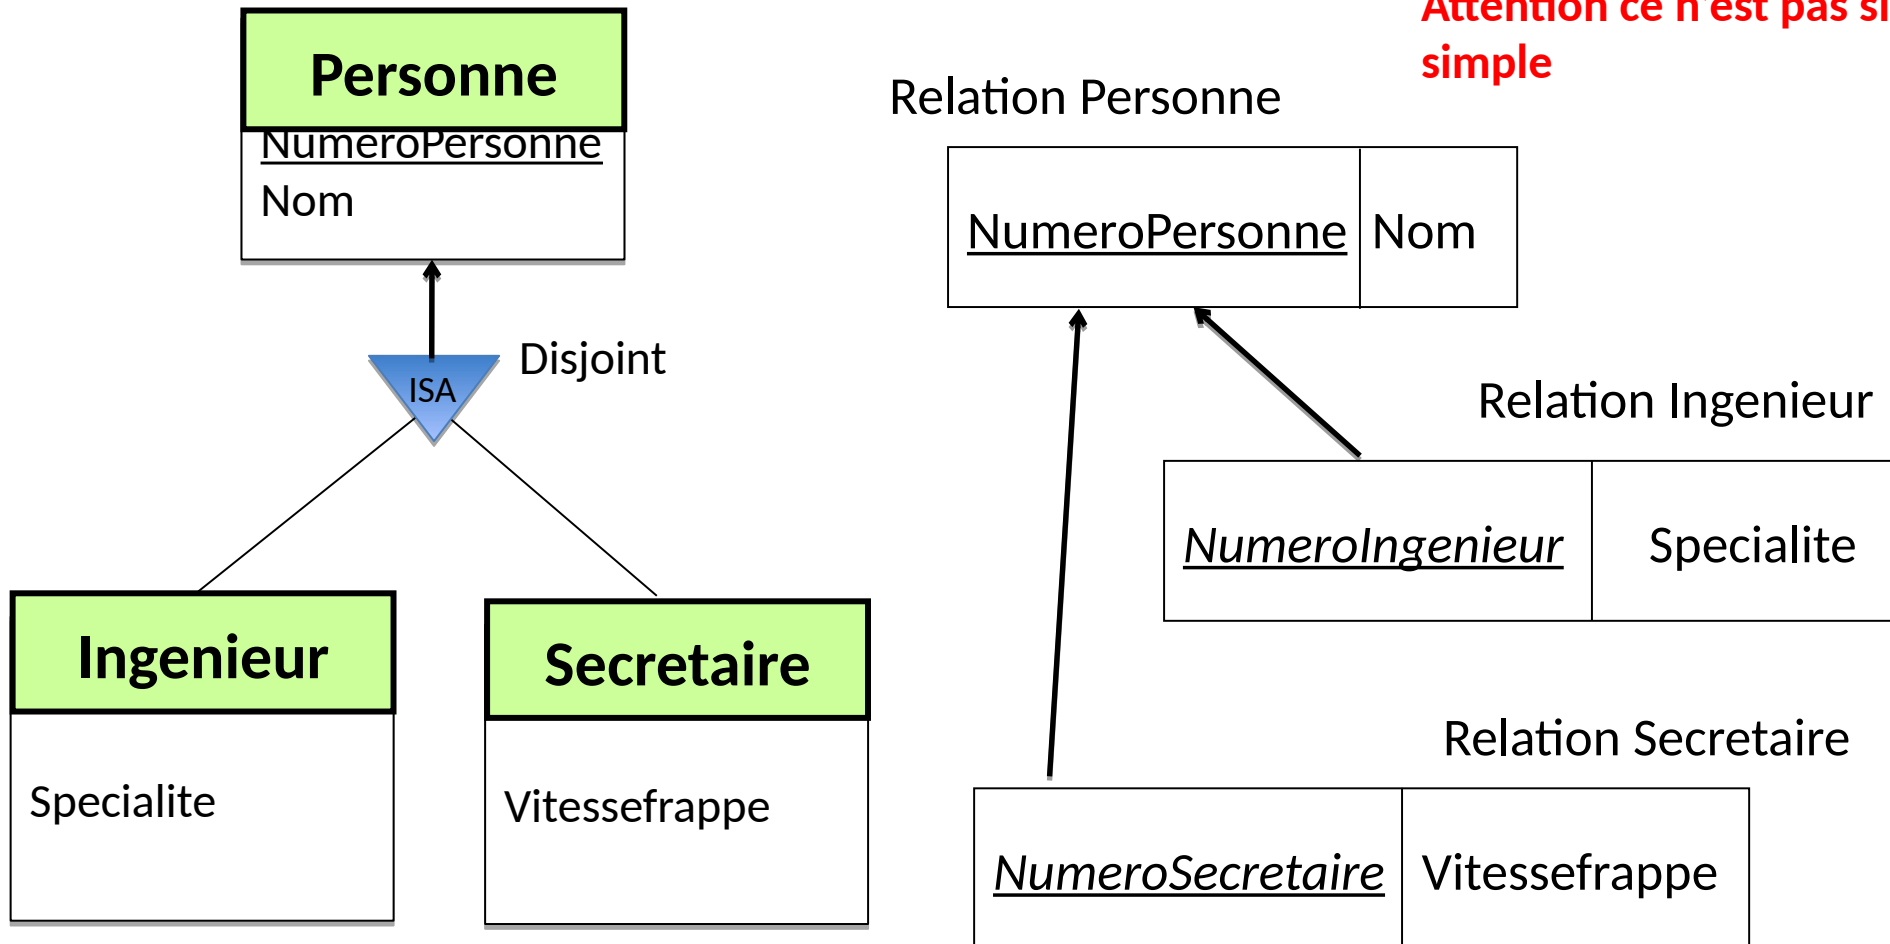 Attention ce n'est pas si
simple
Personne
NumeroPersonne
Nom
Disjoint
ISA
Ingenieur
Specialite
Secretaire
Vitessefrappe
Relation Personne
NumeroPersonne Nom
Relation Ingenieur
NumeroIngenieur Specialite
Relation Secretaire
NumeroSecretaire Vitessefrappe